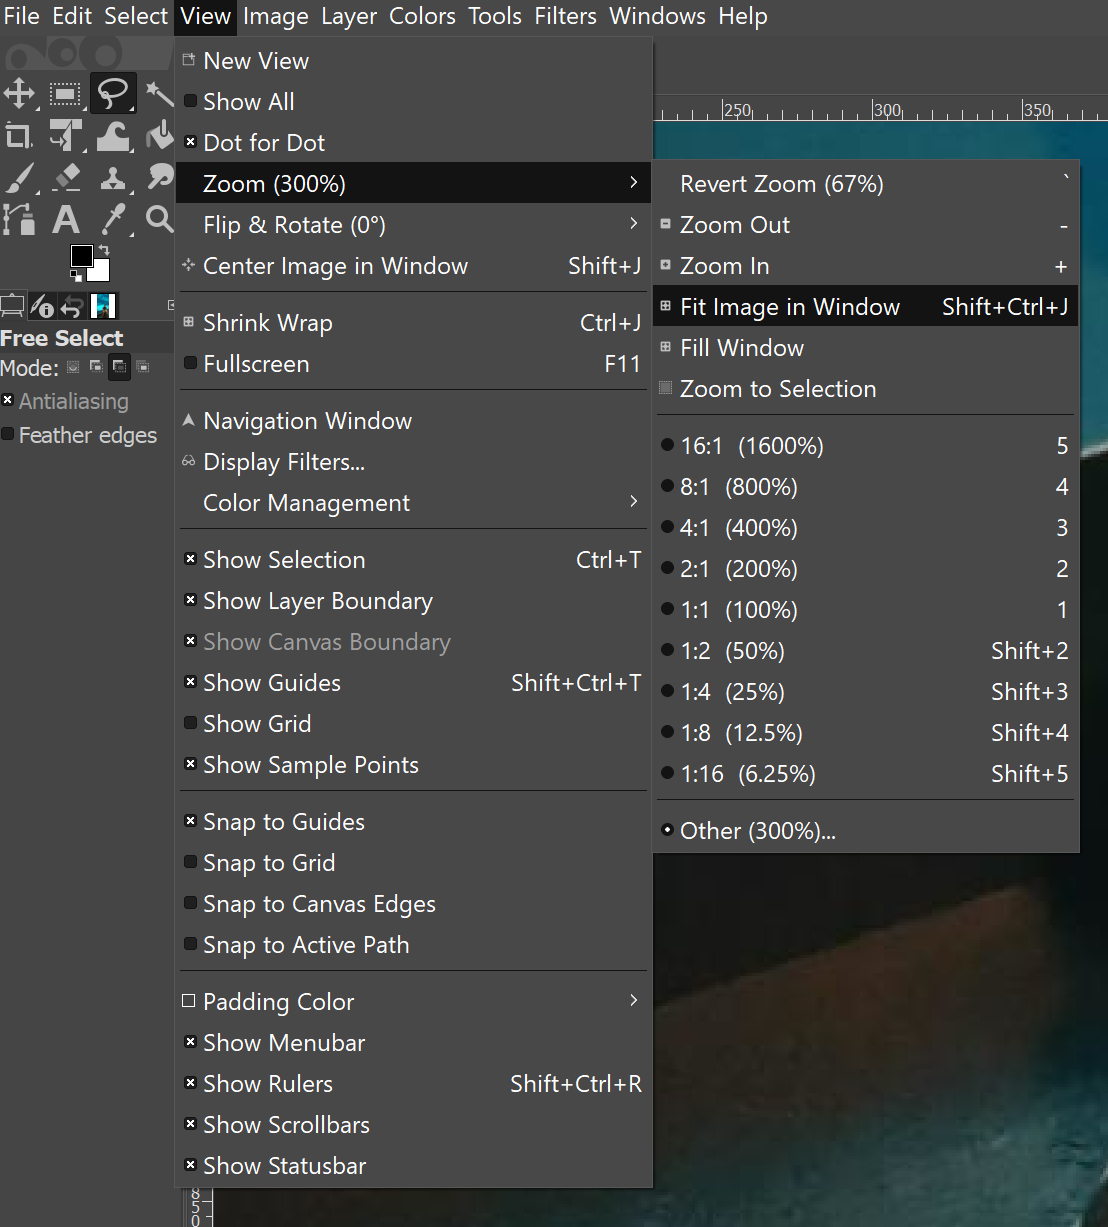 File Edit Select View Image Layer Colors Tools Filters Windows Help
New View
Show All
Dot for Dot
Zoom (300%)
Flip & Rotate (0°)
Center Image in Window Shift+J
Shrink Wrap Ctrl+J
Fullscreen F11
Navigation Window
Display Filters...
Color Management
Show Selection Ctrl+T
Show Layer Boundary
Show Canvas Boundary
Show Guides Shift+Ctrl+T
Show Grid
Show Sample Points
Snap to Guides
Snap to Grid
Snap to Canvas Edges
Snap to Active Path
Padding Color
Show Menubar
Show Rulers Shift+Ctrl+R
Show Scrollbars
Show Statusbar
250 300 350
Revert Zoom (67%) `
Zoom Out -
Zoom In +
Fit Image in Window Shift+Ctrl+J
Fill Window
Zoom to Selection
16:1 (1600%) 5
8:1 (800%) 4
4:1 (400%) 3
2:1 (200%) 2
1:1 (100%) 1
1:2 (50%) Shift+2
1:4 (25%) Shift+3
1:8 (12.5%) Shift+4
1:16 (6.25%) Shift+5
Other (300%)...
Free Select
Mode:
Antialiasing
Feather edges
8
5
0